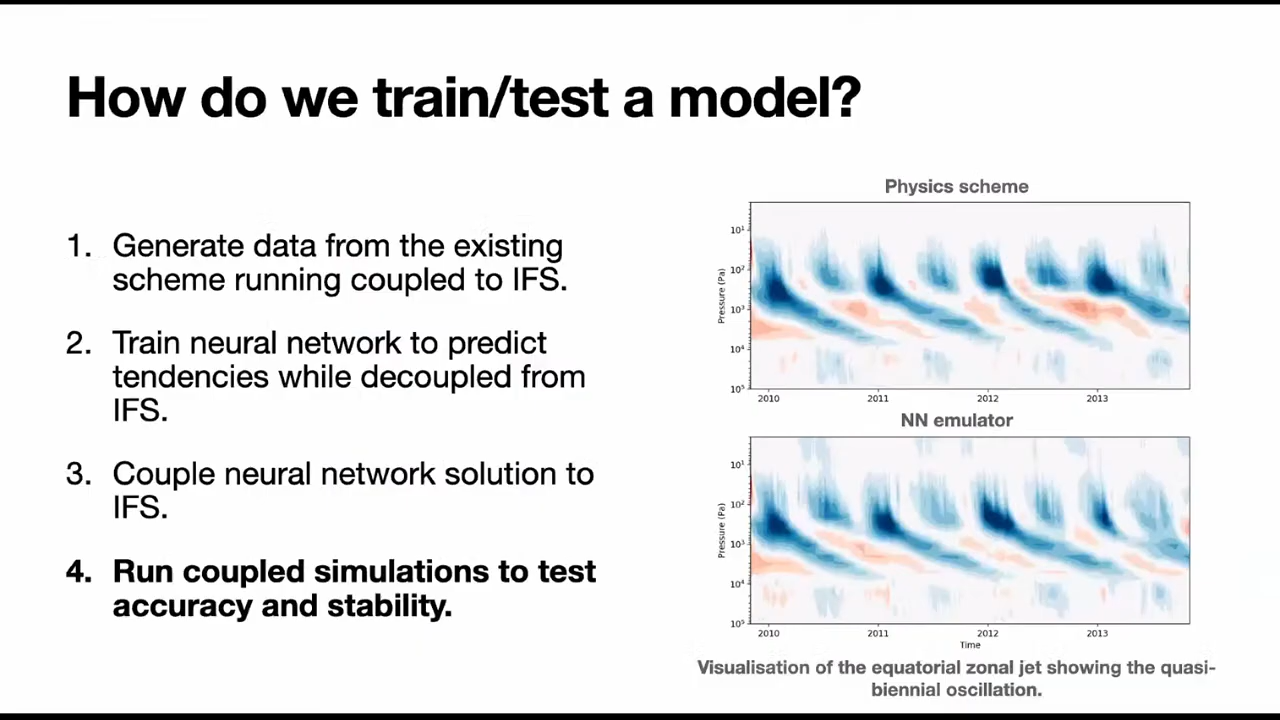 How do we train/test a model?
1. Generate data from the existing
scheme running coupled to IFS.
2. Train neural network to predict
tendencies while decoupled from
IFS.
3. Couple neural network solution to
IFS.
4. Run coupled simulations to test
accuracy and stability.
Physics scheme
Pressure (Pa)
10¹
10²
10³
10⁴
10⁵
2010 2011 2012 2013
NN emulator
Pressure (Pa)
10¹
10²
10³
10⁴
10⁵
2010 2011 2012 2013
Time
Visualisation of the equatorial zonal jet showing the quasi-
biennial oscillation.